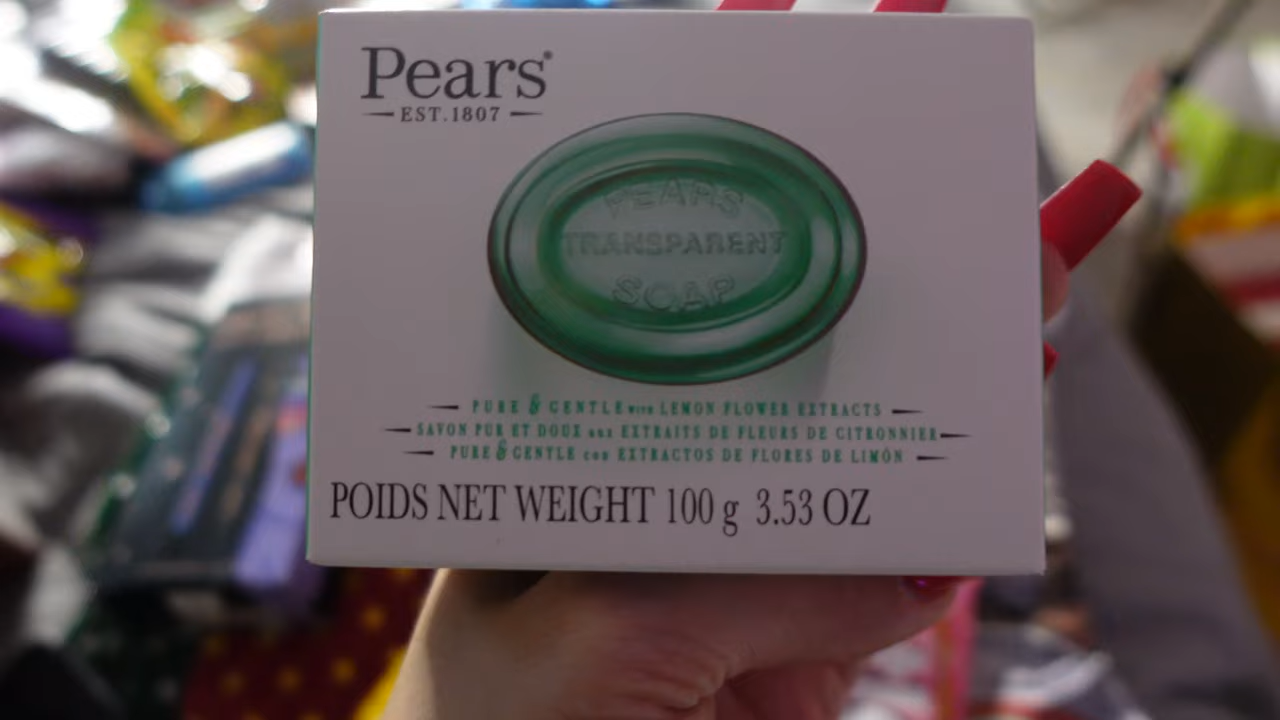 Pears®
EST.1807
PEARS
TRANSPARENT
SOAP
PURE & GENTLE WITH LEMON FLOWER EXTRACTS
SAVON PUR ET DOUX aux EXTRAITS DE FLEURS DE CITRONNIER
PURE & GENTLE con EXTRACTOS DE FLORES DE LIMÓN
POIDS NET WEIGHT 100 g 3.53 OZ